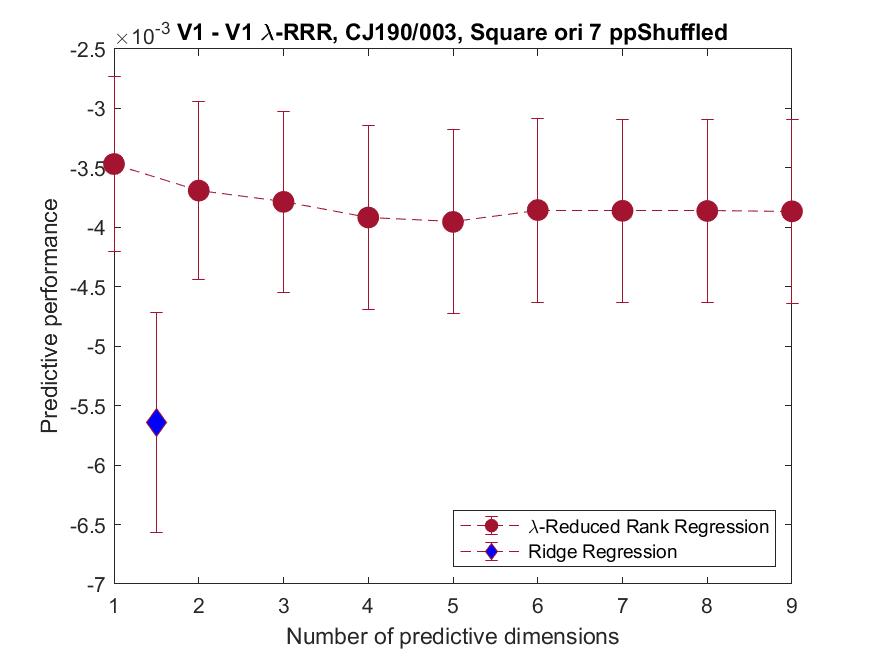 ×10⁻³ V1 - V1 λ-RRR, CJ190/003, Square ori 7 ppShuffled
-2.5
-3
-3.5
-4
-4.5
-5
-5.5
-6
-6.5
-7
Predictive performance
λ-Reduced Rank Regression
Ridge Regression
1 2 3 4 5 6 7 8 9
Number of predictive dimensions